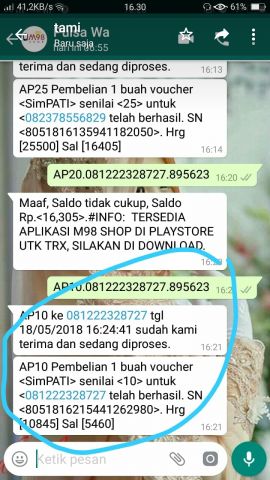 41,2KB/s
16.30
61%
tami
Baru saja
terima dan sedang diproses.
16:13
AP25 Pembelian 1 buah voucher
<SimPATI> senilai <25> untuk
<082378556829 telah berhasil. SN
<8051816135941182050>. Hrg
[25500] Sal [16405]
16:14
AP20.081222328727.895623
16:20
Maaf, Saldo tidak cukup, Saldo
Rp.<16,305>.#INFO: TERSEDIA
APLIKASI M98 SHOP DI PLAYSTORE
UTK TRX, SILAKAN DI DOWNLOAD.
AP10.081222328727.895623
AP10 ke 081222328727 tgl
18/05/2018 16:24:41 sudah kami
terima dan sedang diproses.
16:21
AP10 Pembelian 1 buah voucher
<SimPATI> senilai <10> untuk
<081222328727 telah berhasil. SN
<8051816215441262980>. Hrg
[10845] Sal [5460]
16:21
Ketik pesan